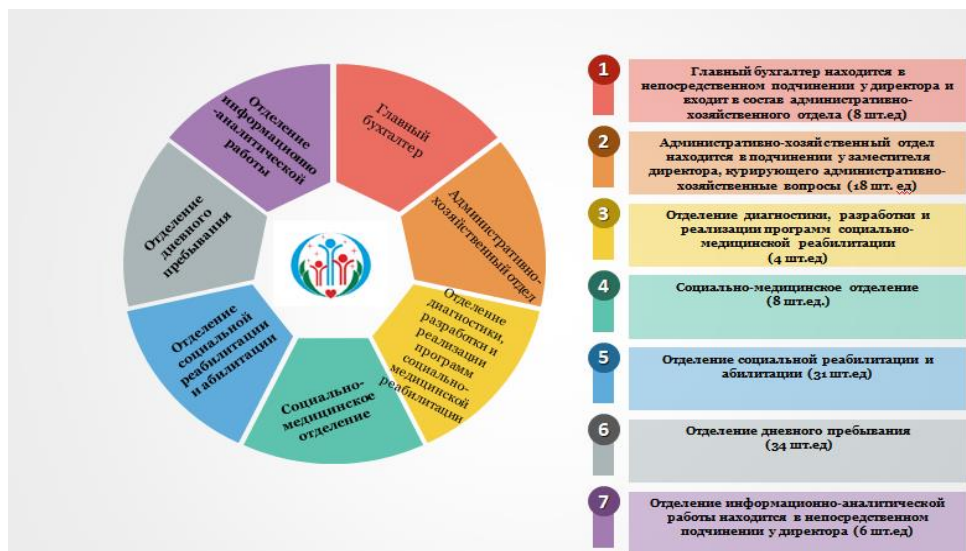 Главный
бухгалтер
Административно-
хозяйственный отдел
Отделение
диагностики,
разработки и
реализации
программ
социально-
медицинской
реабилитации
Социально-
медицинское
отделение
Отделение
социальной
реабилитации
и абилитации
Отделение
дневного
пребывания
Отделение
информационно
-аналитической
работы
1
Главный бухгалтер находится в
непосредственном подчинении у директора и
входит в состав административно-
хозяйственного отдела (8 шт.ед)
2
Административно-хозяйственный отдел
находится в подчинении у заместителя
директора, курирующего административно-
хозяйственные вопросы (18 шт. ед)
3
Отделение диагностики, разработки и
реализации программ социально-
медицинской реабилитации
(4 шт.ед)
4
Социально-медицинское отделение
(8 шт.ед.)
5
Отделение социальной реабилитации и
абилитации (31 шт.ед)
6
Отделение дневного пребывания
(34 шт.ед)
7
Отделение информационно-аналитической
работы находится в непосредственном
подчинении у директора (6 шт.ед)